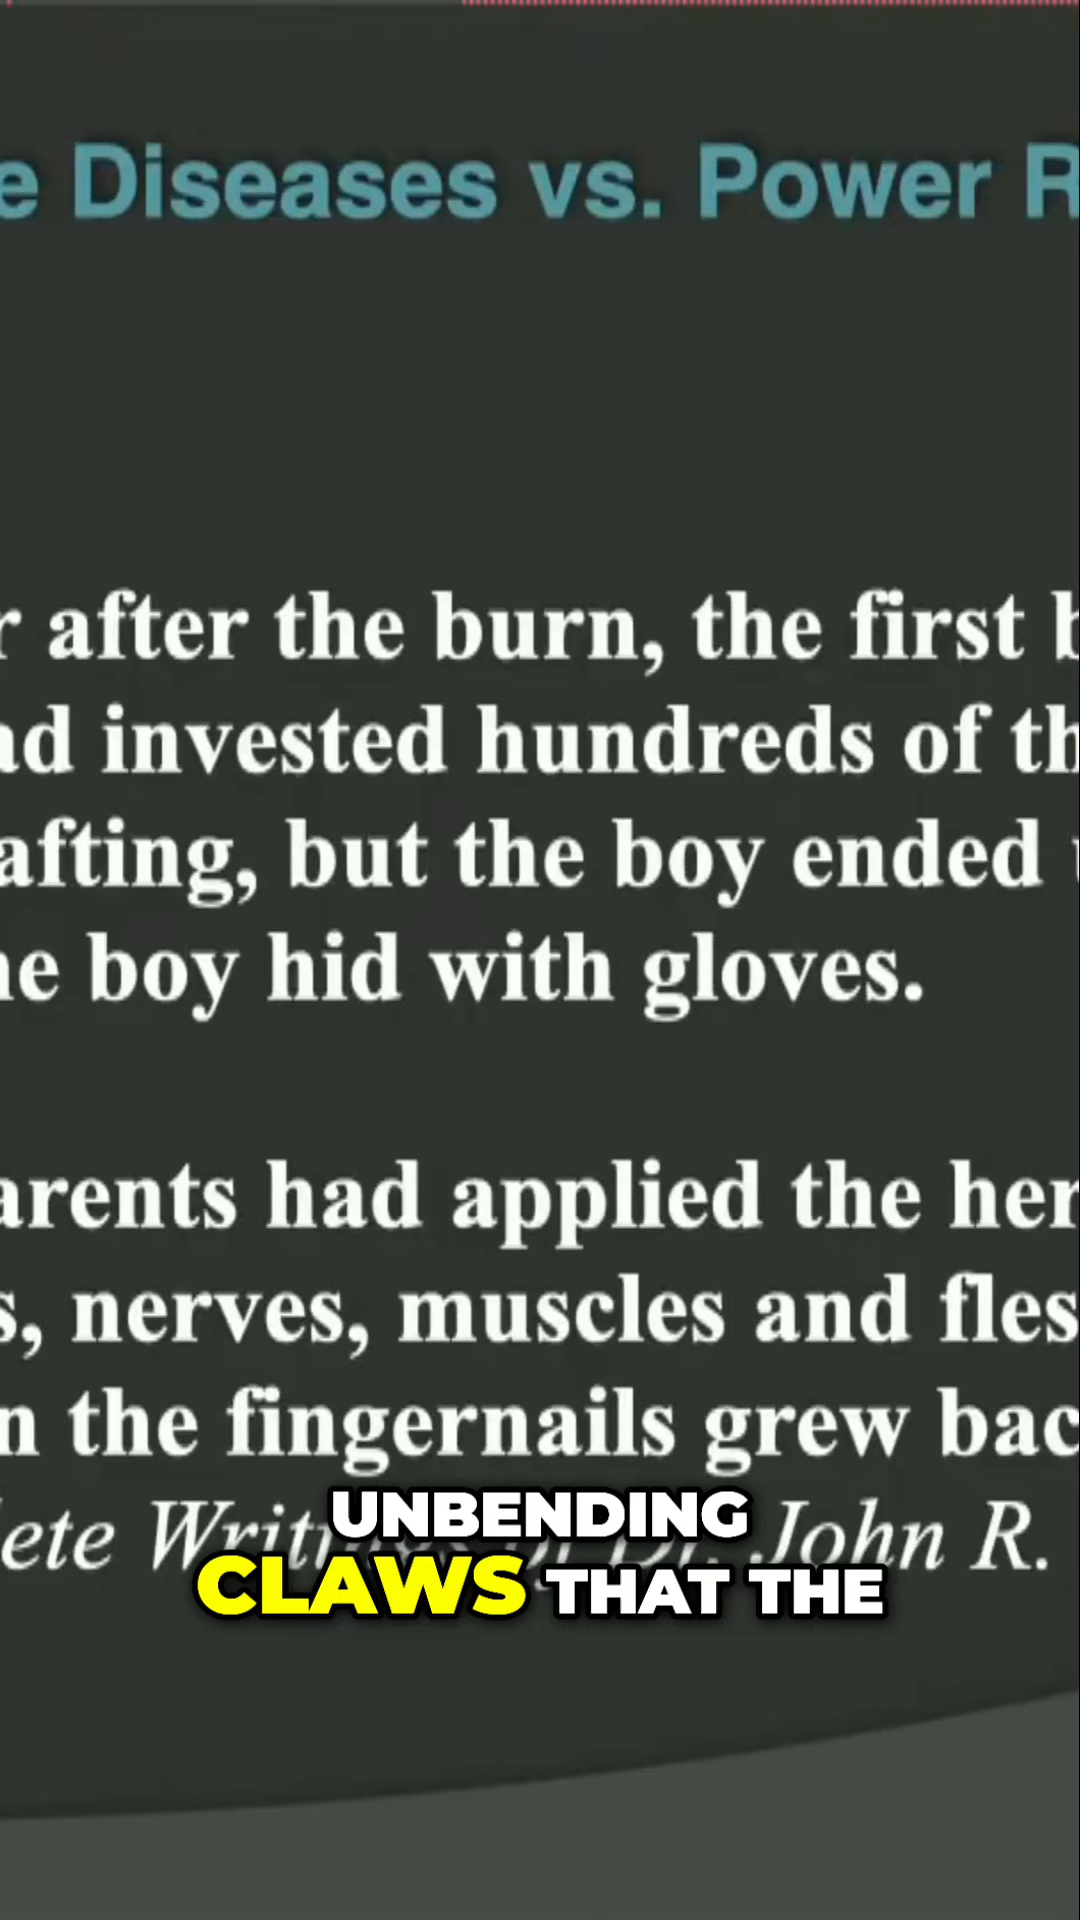 e Diseases vs. Power R
r after the burn, the first b
ad invested hundreds of th
afting, but the boy ended u
he boy hid with gloves.
arents had applied the her
s, nerves, muscles and fles
n the fingernails grew bac
ete Dr. John R.
UNBENDING
CLAWS THAT THE